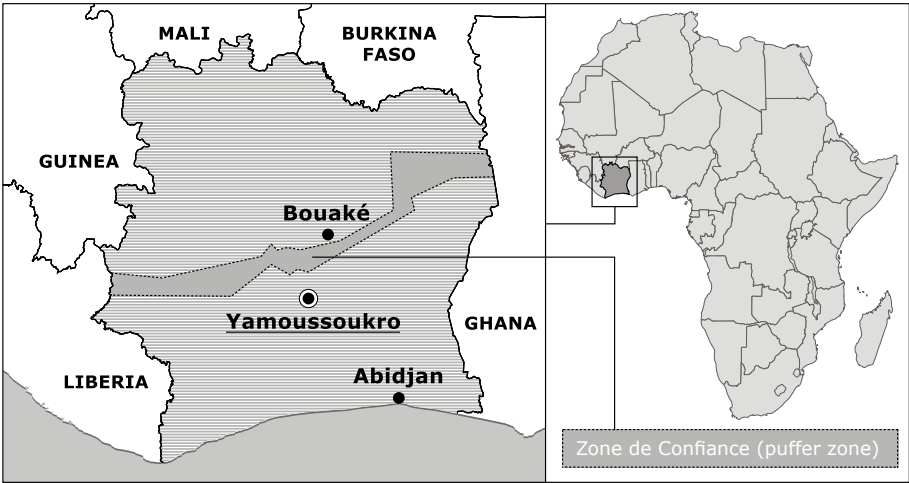 MALI
BURKINA
FASO
GUINEA
Bouaké
Yamoussoukro
GHANA
LIBERIA
Abidjan
Zone de Confiance (puffer zone)